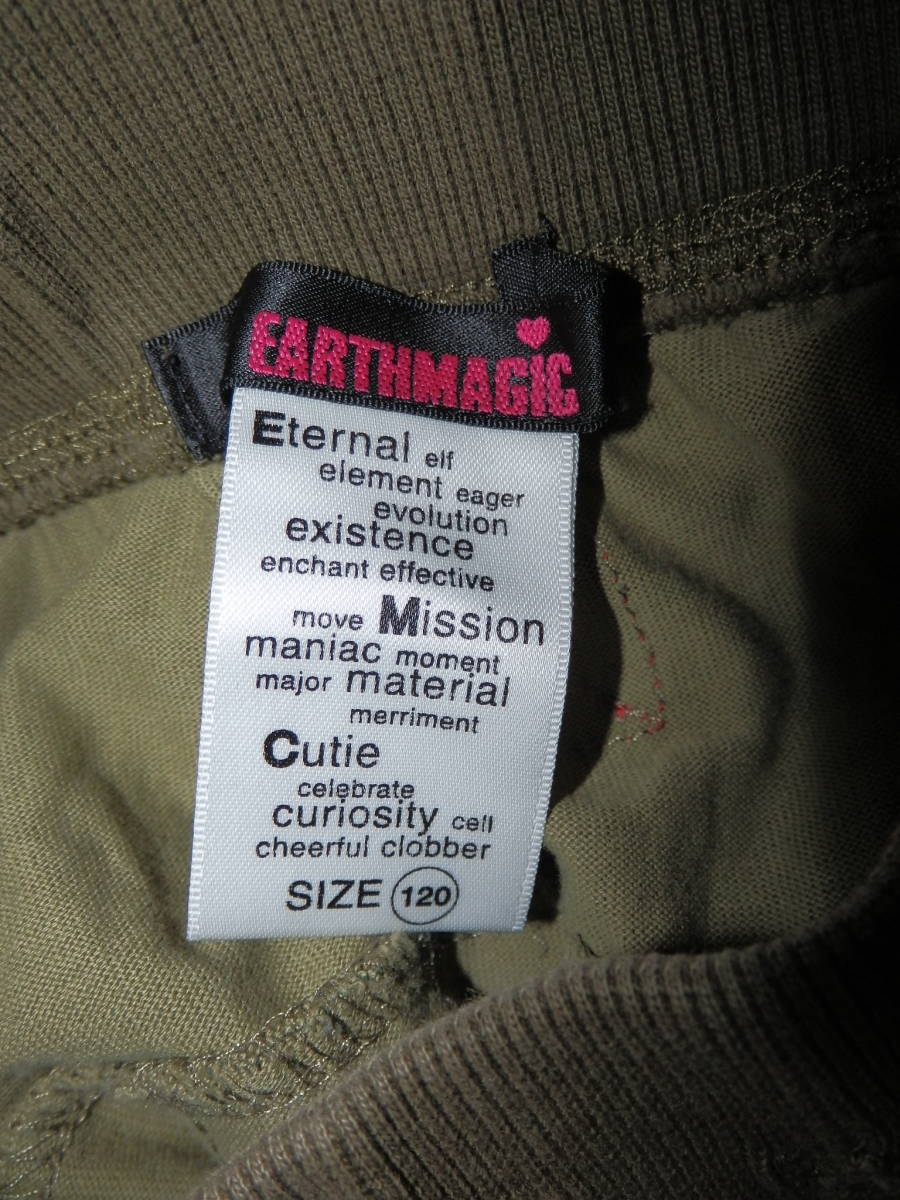 EARTHMAGIC
Eternal elf
element eager
evolution
existence
enchant effective
move Mission
maniac moment
major material
merriment
Cutie
celebrate
curiosity cell
cheerful clobber
SIZE 120